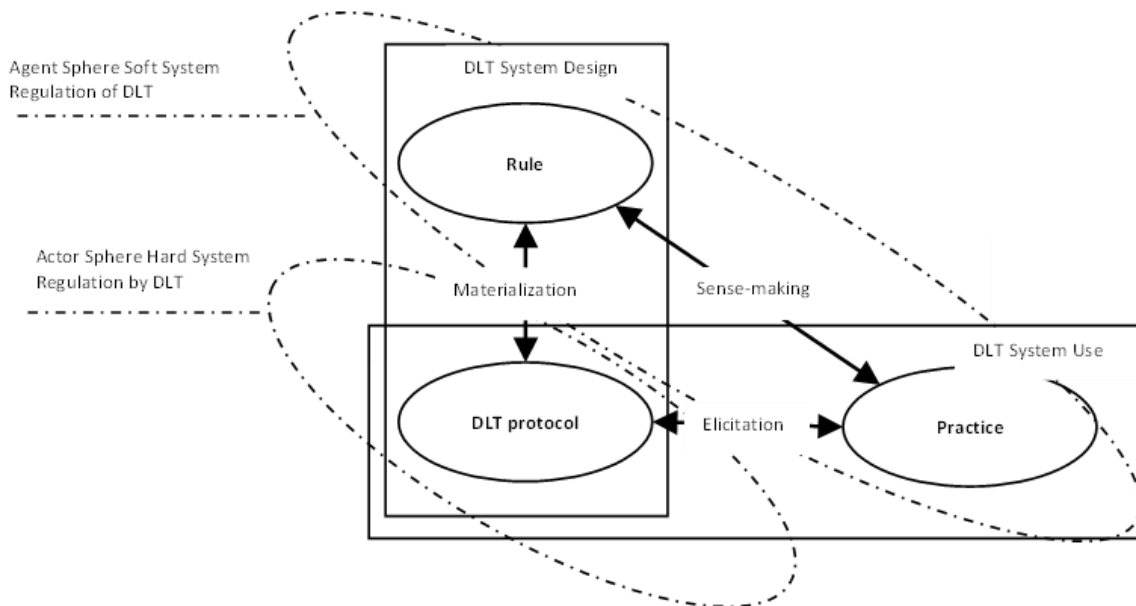 Agent Sphere Soft System
Regulation of DLT
DLT System Design
Rule
Actor Sphere Hard System
Regulation by DLT
Materialization
Sense-making
DLT System Use
DLT protocol
Elicitation
Practice